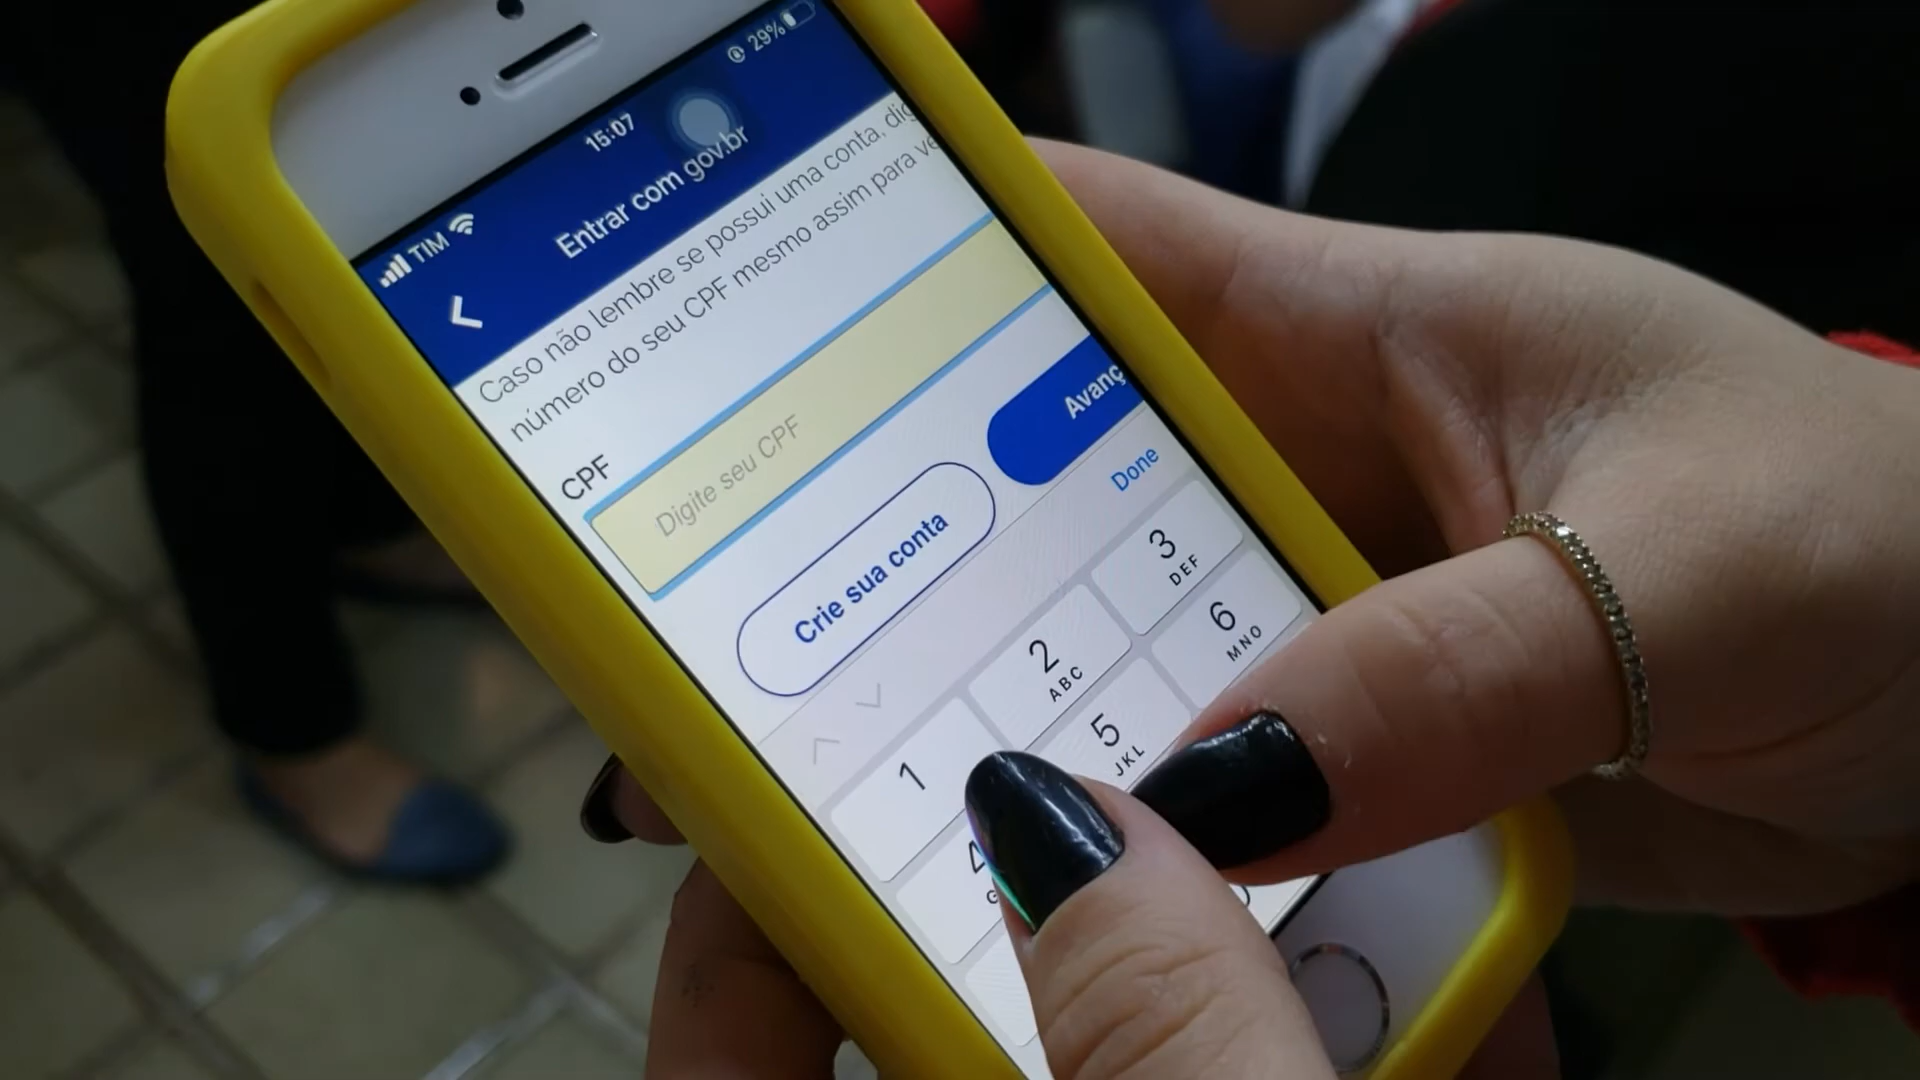 TIM
15:07
29%
Entrar com gov.br
Caso não lembre se possui uma conta,
número do seu CPF mesmo assim para
CPF
Digite seu CPF
Crie sua conta
Done
1
2
ABC
3
DEF
4
5
JKL
6
MNO